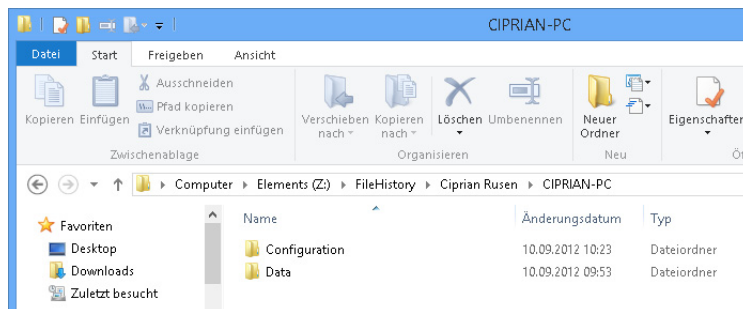 CIPRIAN-PC
Datei Start Freigeben Ansicht
Kopieren Einfügen
Ausschneiden
Pfad kopieren
Verknüpfung einfügen
Zwischenablage
Verschieben nach
Kopieren nach
Löschen Umbenennen
Organisieren
Neuer Ordner
Neu
Computer Elements (Z:) FileHistory Ciprian Rusen CIPRIAN-PC
Favoriten
Desktop
Downloads
Zuletzt besucht
Name Änderungsdatum Typ
Configuration 10.09.2012 10:23 Dateiordner
Data 10.09.2012 09:53 Dateiordner